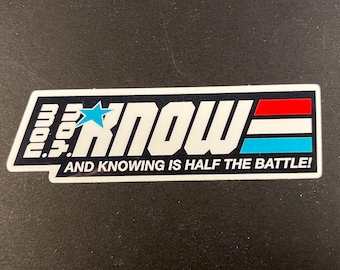 NOW
YOU
KNOW
AND KNOWING IS HALF THE BATTLE!